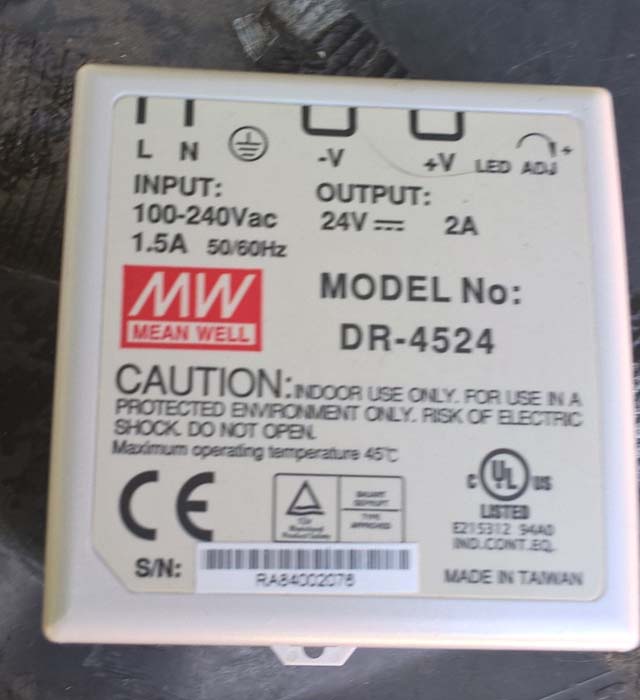 L N -V +V LED ADJ +
INPUT: OUTPUT:
100-240Vac 24V 2A
1.5A 50/60Hz
MW
MEAN WELL
MODEL No:
DR-4524
CAUTION: INDOOR USE ONLY. FOR USE IN A
PROTECTED ENVIRONMENT ONLY. RISK OF ELECTRIC
SHOCK. DO NOT OPEN.
Maximum operating temperature 45℃
CE
TYPE
APPROVED
C UL US
LISTED
E215312 94A0
IND.CONT.EQ.
S/N: RA84002076
MADE IN TAIWAN